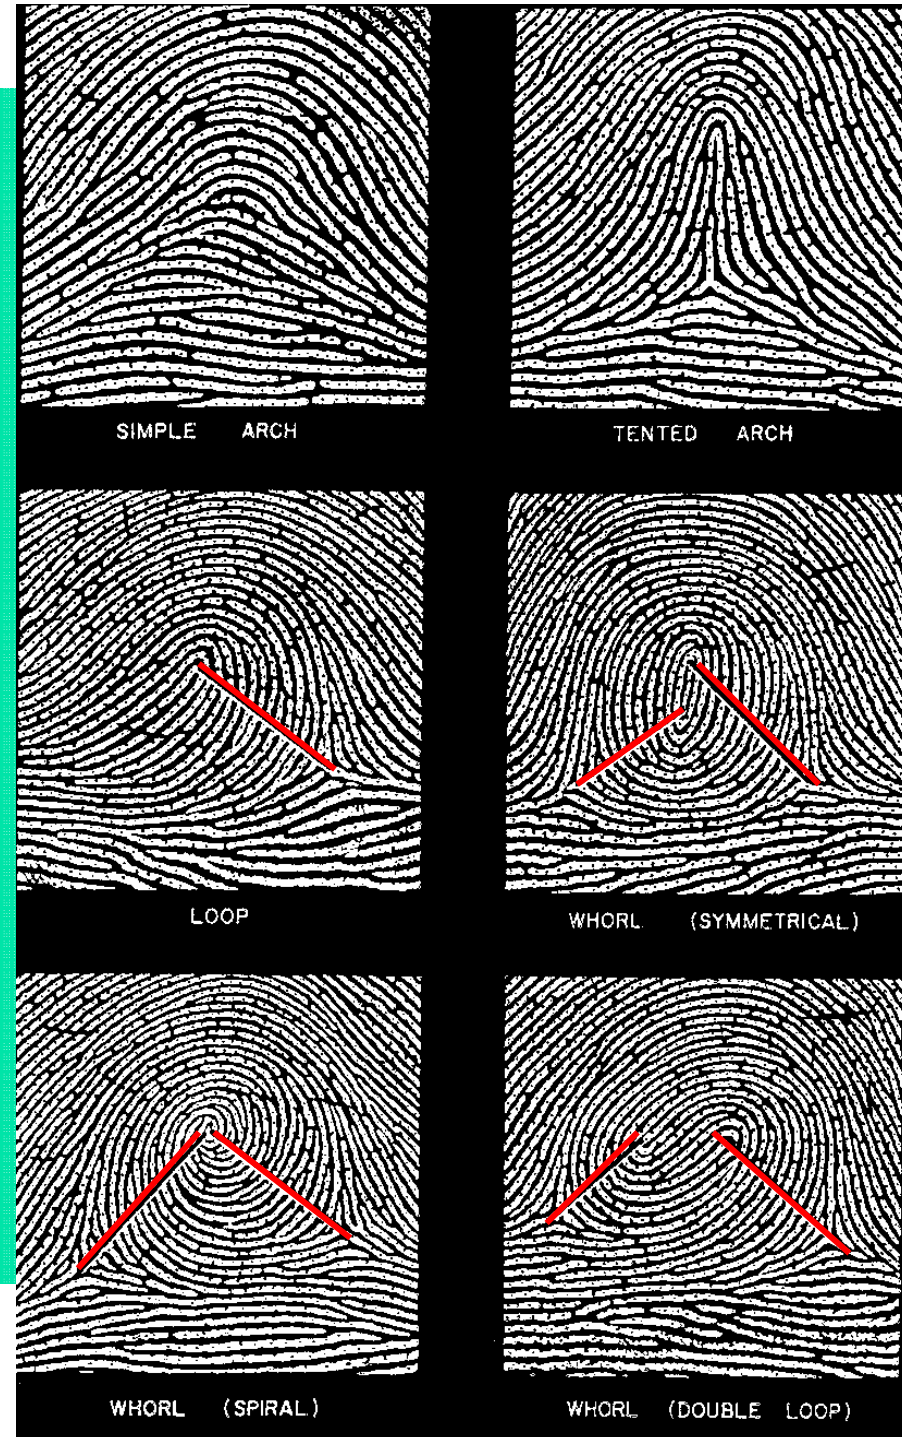 SIMPLE ARCH
TENTED ARCH
LOOP
WHORL (SYMMETRICAL)
WHORL (SPIRAL)
WHORL (DOUBLE LOOP)